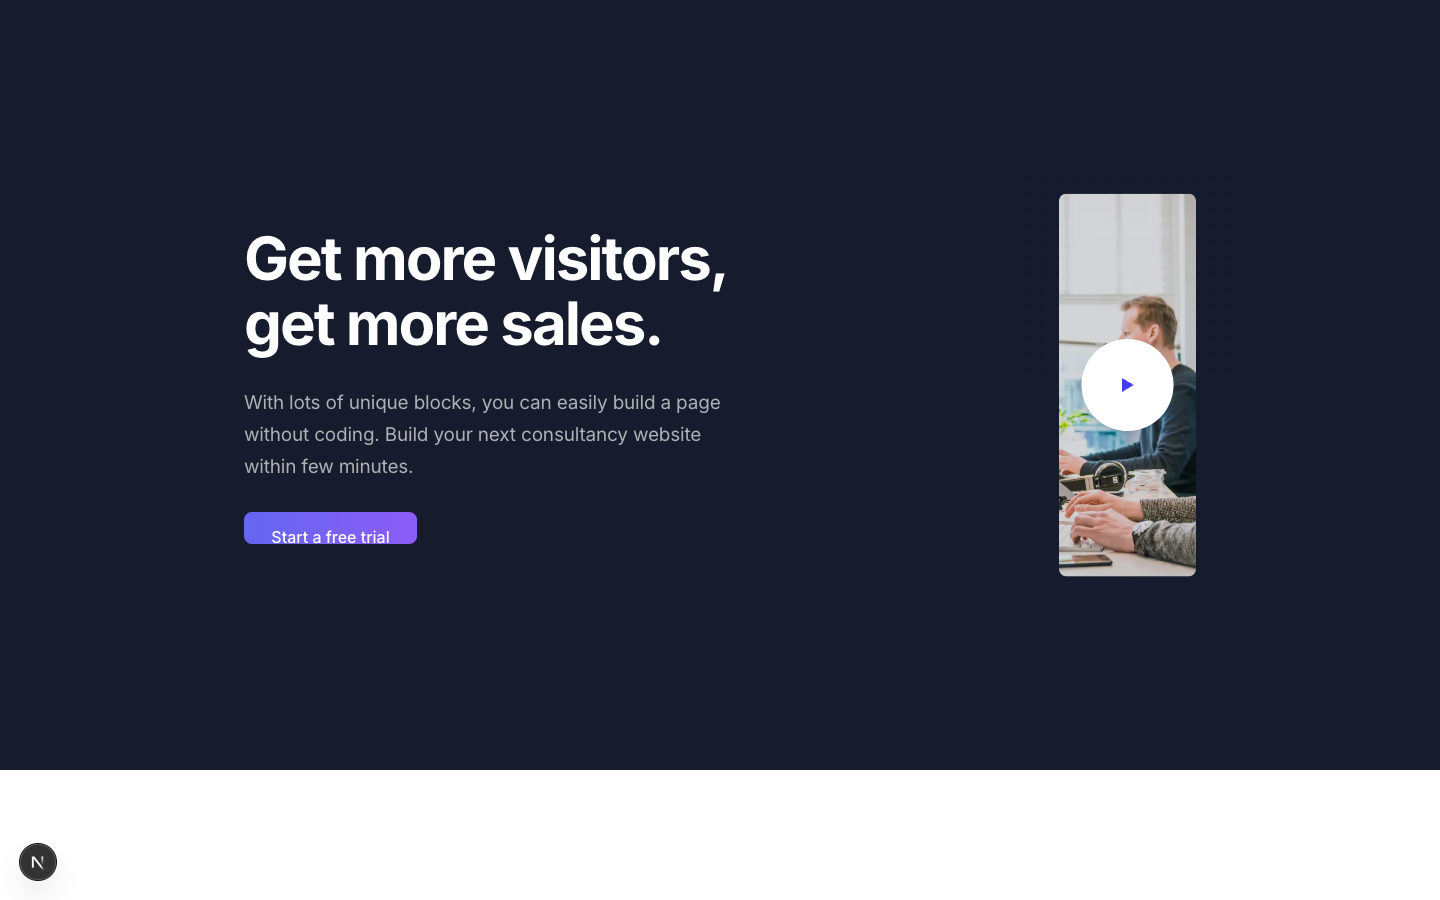 Get more visitors,
get more sales.
With lots of unique blocks, you can easily build a page
without coding. Build your next consultancy website
within few minutes.
Start a free trial
N